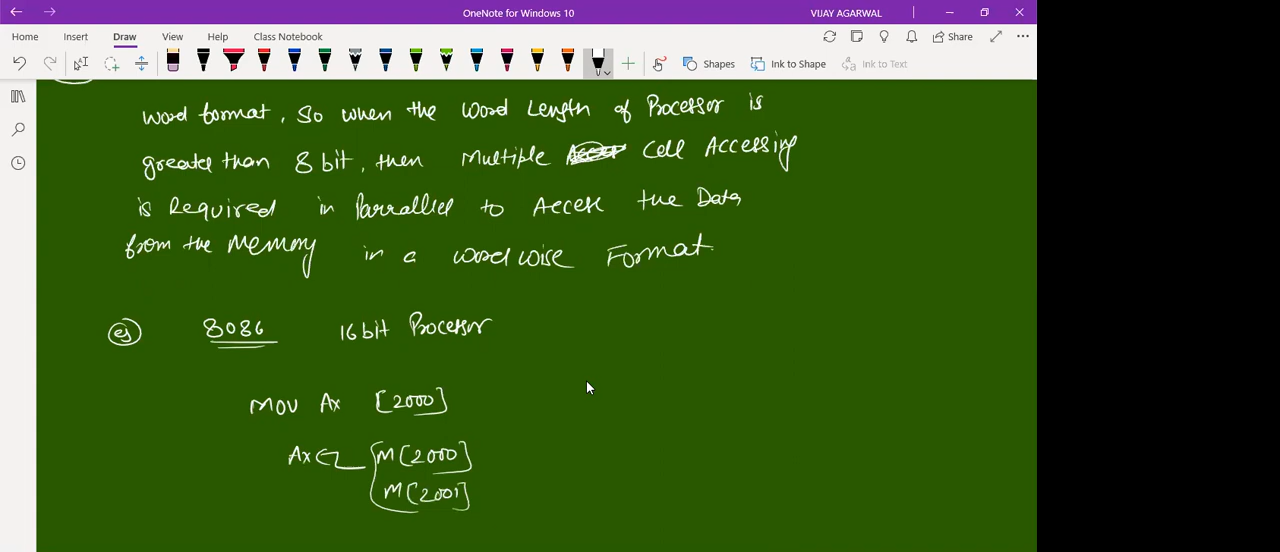 OneNote for Windows 10
VIJAY AGARWAL
Home Insert Draw View Help Class Notebook
Share
Shapes Ink to Shape Ink to Text
word format, So when the word Length of Processor is
greater than 8 bit, then Multiple Cell Accessing
is Required in Parrallel to Access the Data
from the Memory in a word wise Format.
eg 8086 16 bit Processor
MOV Ax [2000]
Ax ← M[2000]
M[2001]